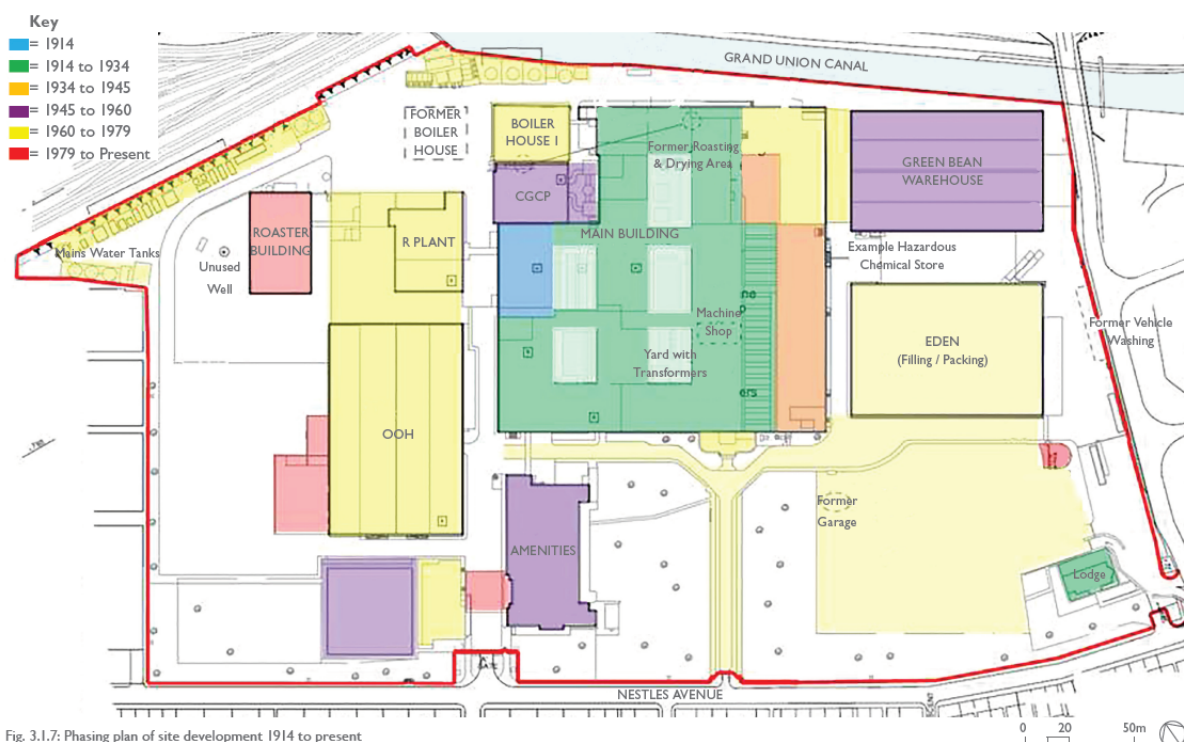 Key
= 1914
= 1914 to 1934
= 1934 to 1945
= 1945 to 1960
= 1960 to 1979
= 1979 to Present
GRAND UNION CANAL
FORMER
BOILER
HOUSE
BOILER
HOUSE 1
Former Roasting
& Drying Area
CGCP
GREEN BEAN
WAREHOUSE
ROASTER
BUILDING
R PLANT
MAIN BUILDING
Mains Water Tanks
Unused
Well
Example Hazardous
Chemical Store
Machine
Shop
Former Vehicle
Washing
EDEN
(Filling / Packing)
Yard with
Transformers
OOH
Former
Garage
AMENITIES
Lodge
GATE
NESTLES AVENUE
Fig. 3.1.7: Phasing plan of site development 1914 to present
0 20 50m